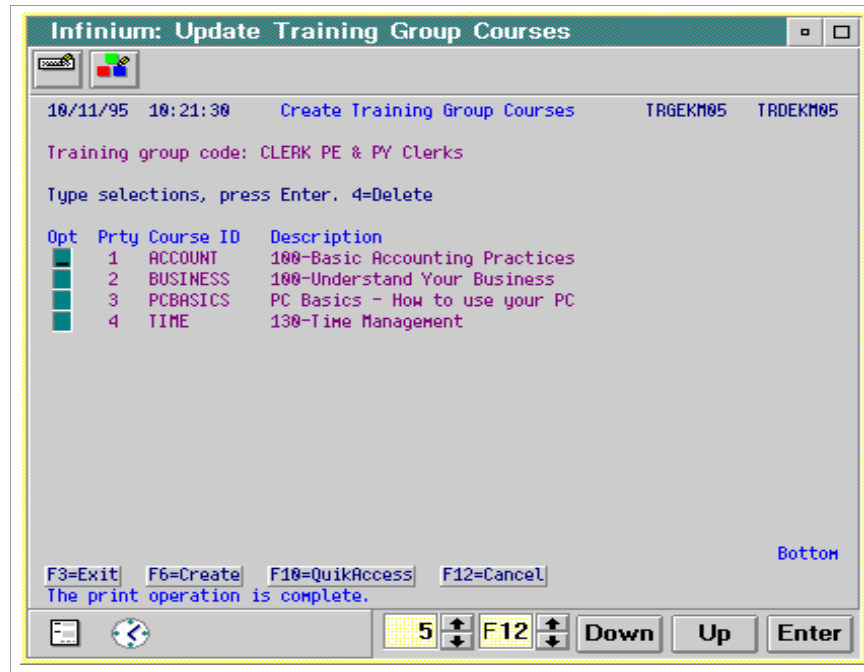 Infinium: Update Training Group Courses
10/11/95 10:21:30 Create Training Group Courses TRGEKM05 TRDEKM05
Training group code: CLERK PE & PY Clerks
Type selections, press Enter. 4=Delete
Opt Prty Course ID Description
1 ACCOUNT 100-Basic Accounting Practices
2 BUSINESS 100-Understand Your Business
3 PCBASICS PC Basics - How to use your PC
4 TIME 130-Time Management
Bottom
F3=Exit F6=Create F10=QuikAccess F12=Cancel
The print operation is complete.
5 F12 Down Up Enter